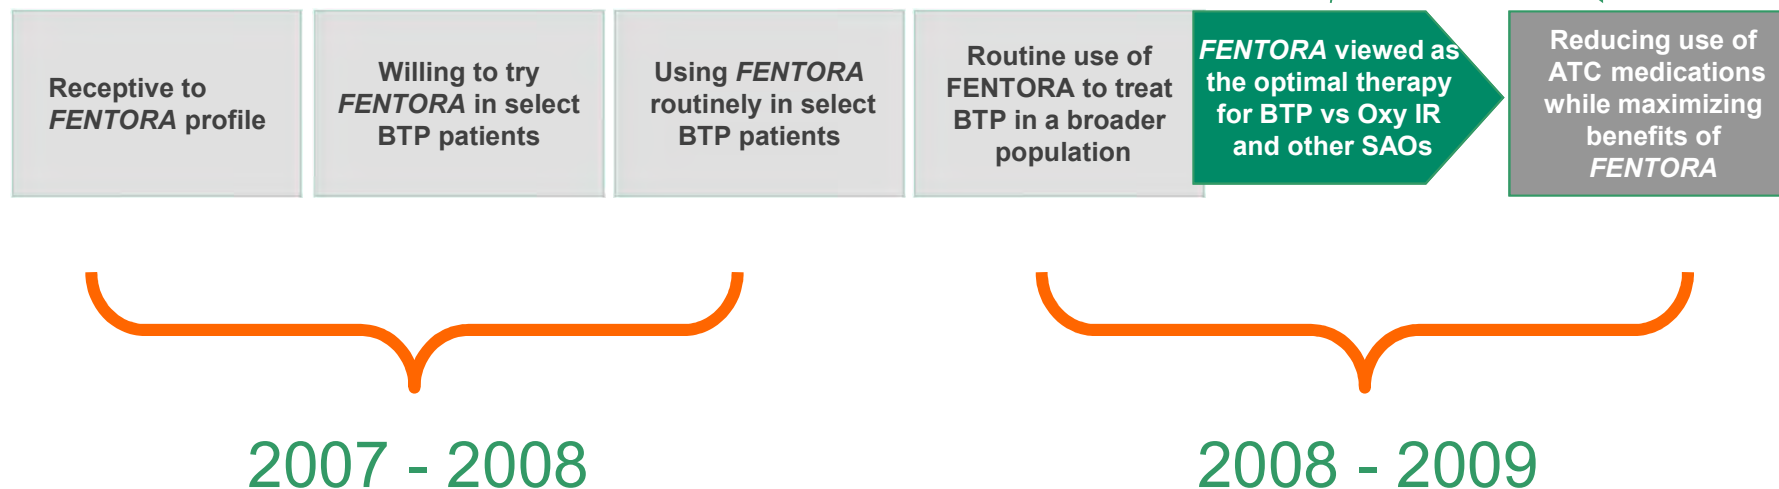 Receptive to
FENTORA profile
Willing to try
FENTORA in select
BTP patients
Using FENTORA
routinely in select
BTP patients
Routine use of
FENTORA to treat
BTP in a broader
population
FENTORA viewed as
the optimal therapy
for BTP vs Oxy IR
and other SAOs
Reducing use of
ATC medications
while maximizing
benefits of
FENTORA
2007 - 2008
2008 - 2009